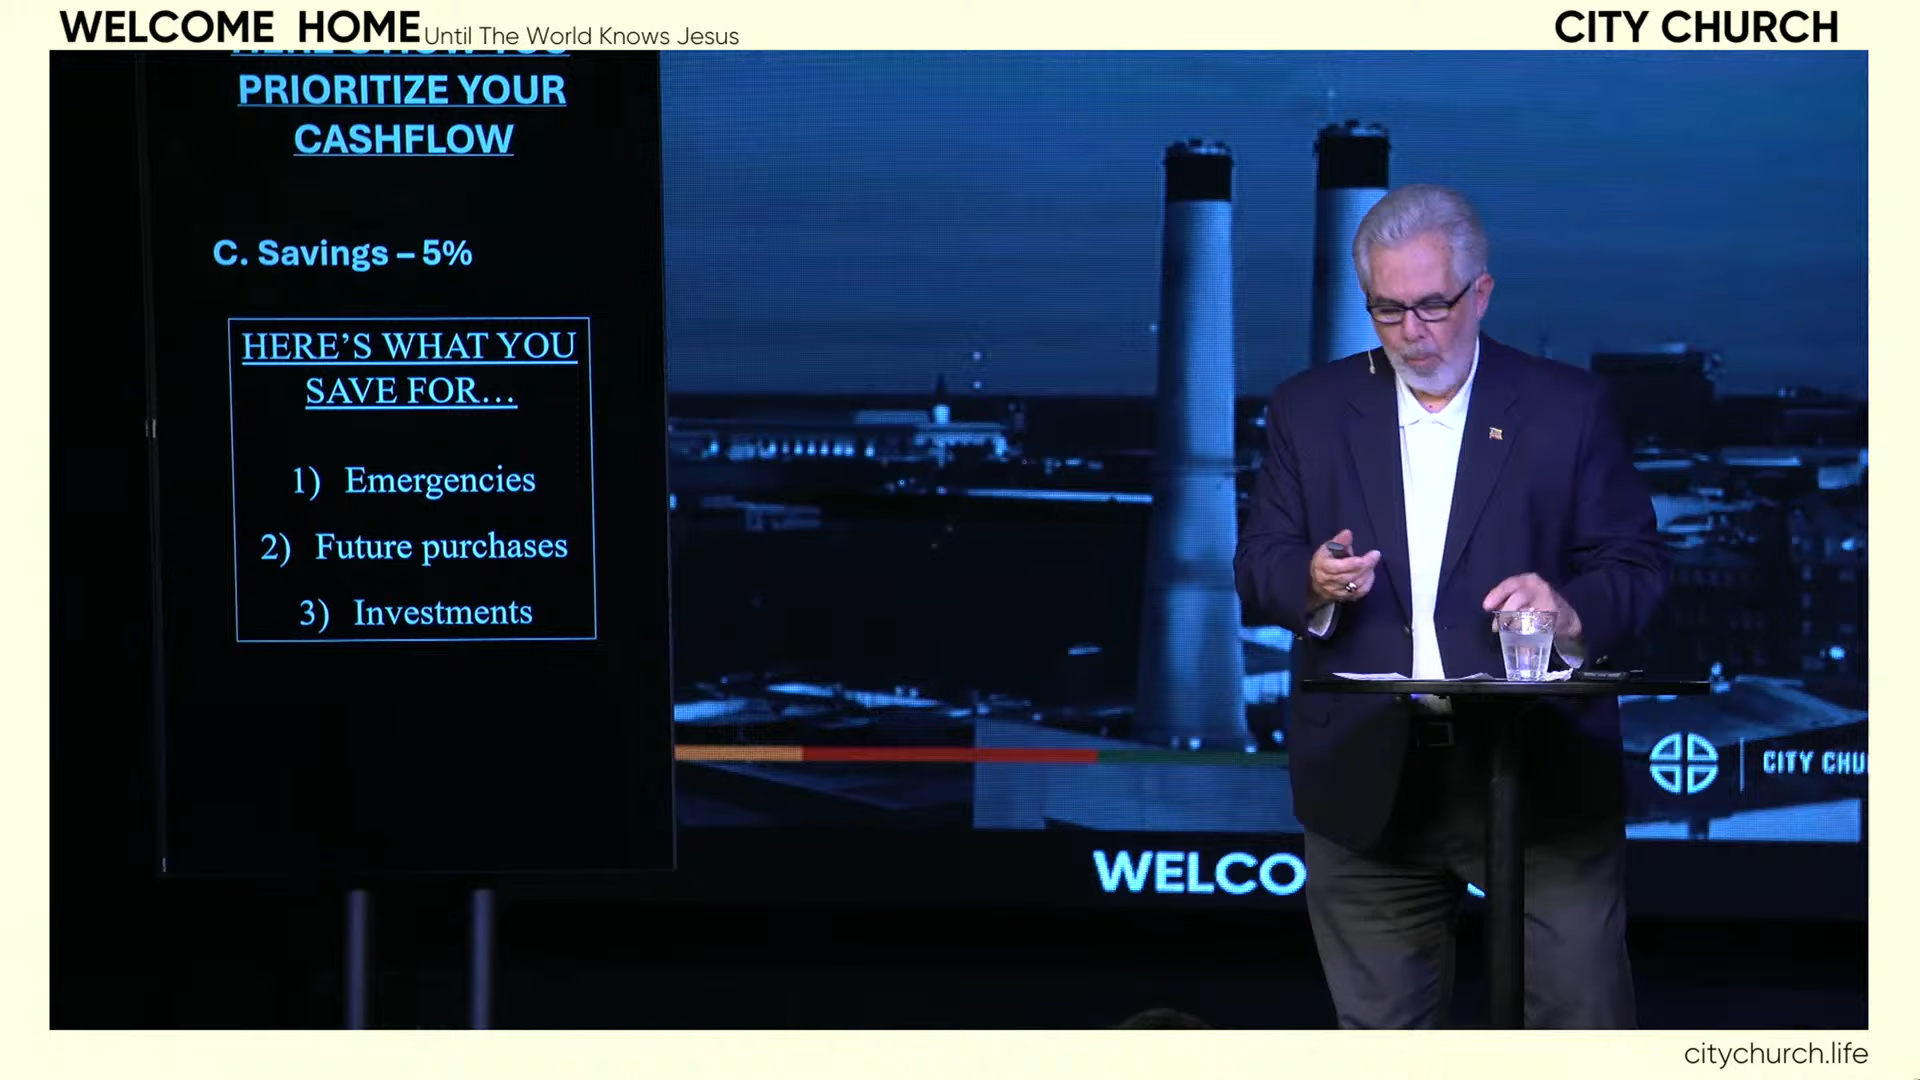 WELCOME HOME Until The World Knows Jesus
CITY CHURCH
PRIORITIZE YOUR
CASHFLOW
C. Savings – 5%
HERE’S WHAT YOU
SAVE FOR…
1) Emergencies
2) Future purchases
3) Investments
CITY CHU
WELCO
citychurch.life